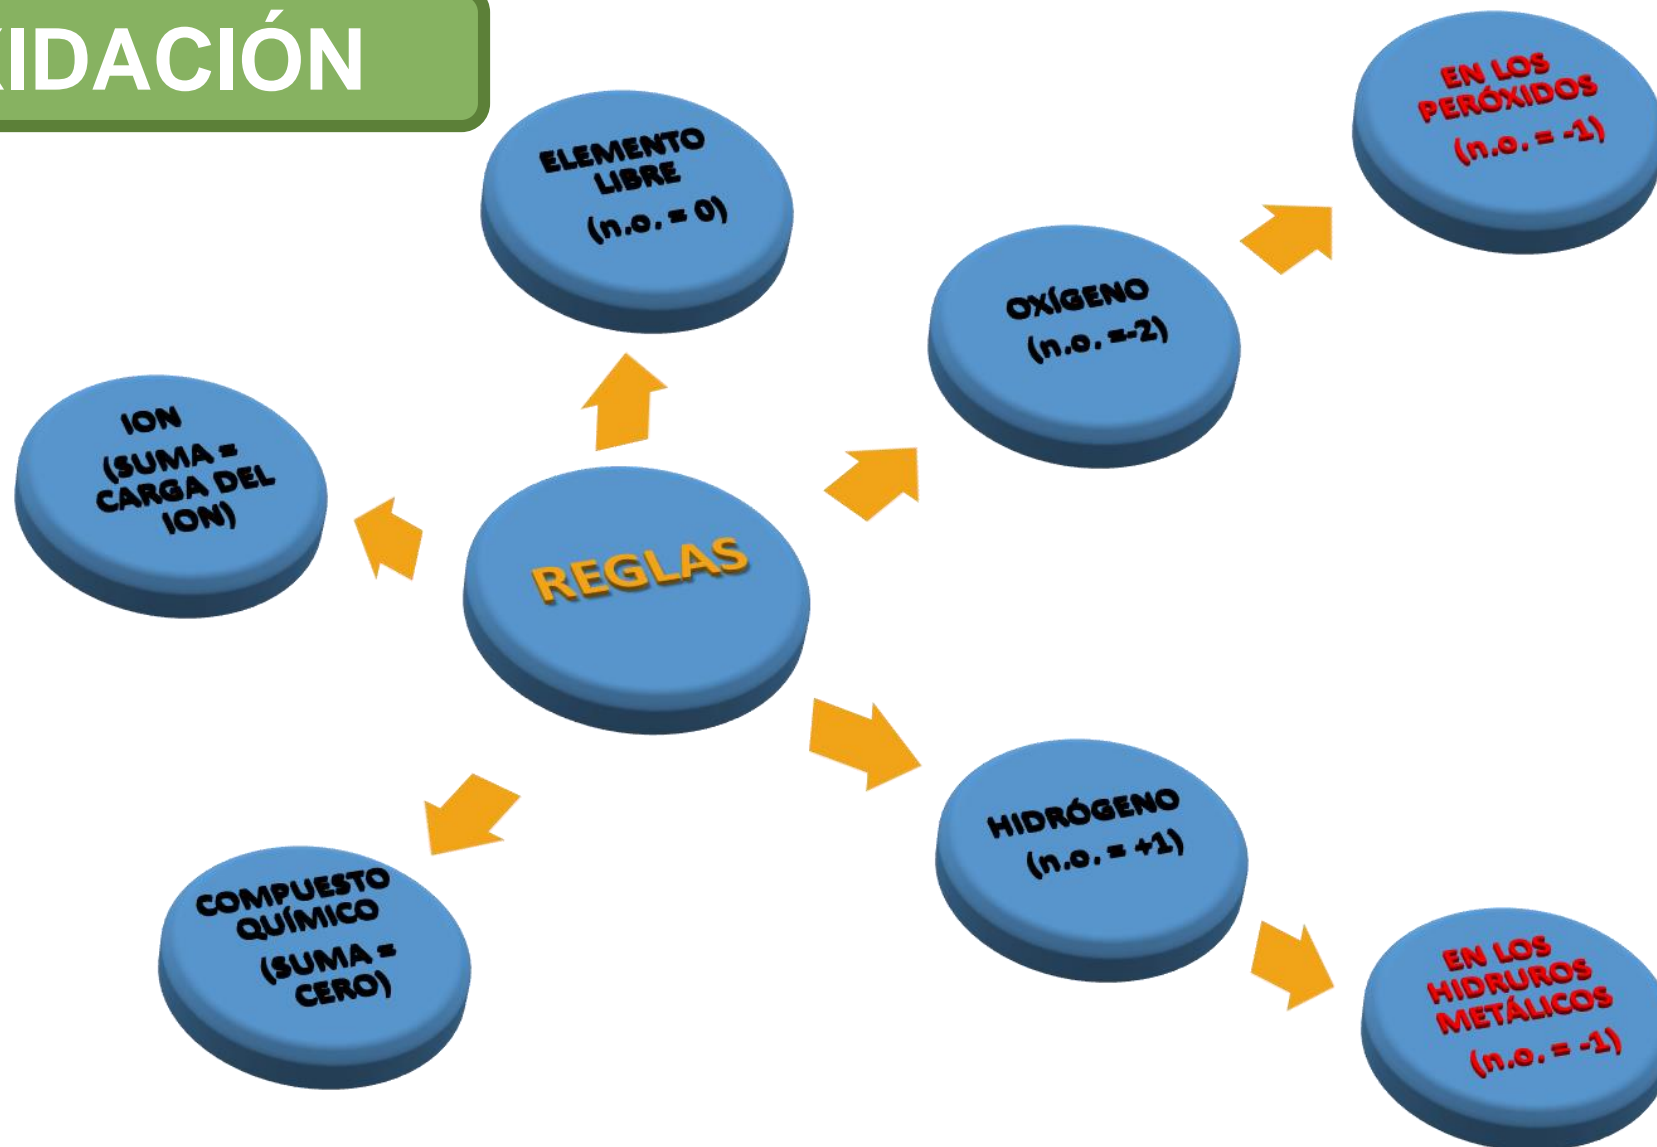 XIDACIÓN
ELEMENTO
LIBRE
(n.o. = 0)
EN LOS
PERÓXIDOS
(n.o. = -1)
OXÍGENO
(n.o. =-2)
ION
(SUMA =
CARGA DEL
ION)
REGLAS
HIDRÓGENO
(n.o. = +1)
COMPUESTO
QUÍMICO
(SUMA =
CERO)
EN LOS
HIDRUROS
METÁLICOS
(n.o. = -1)